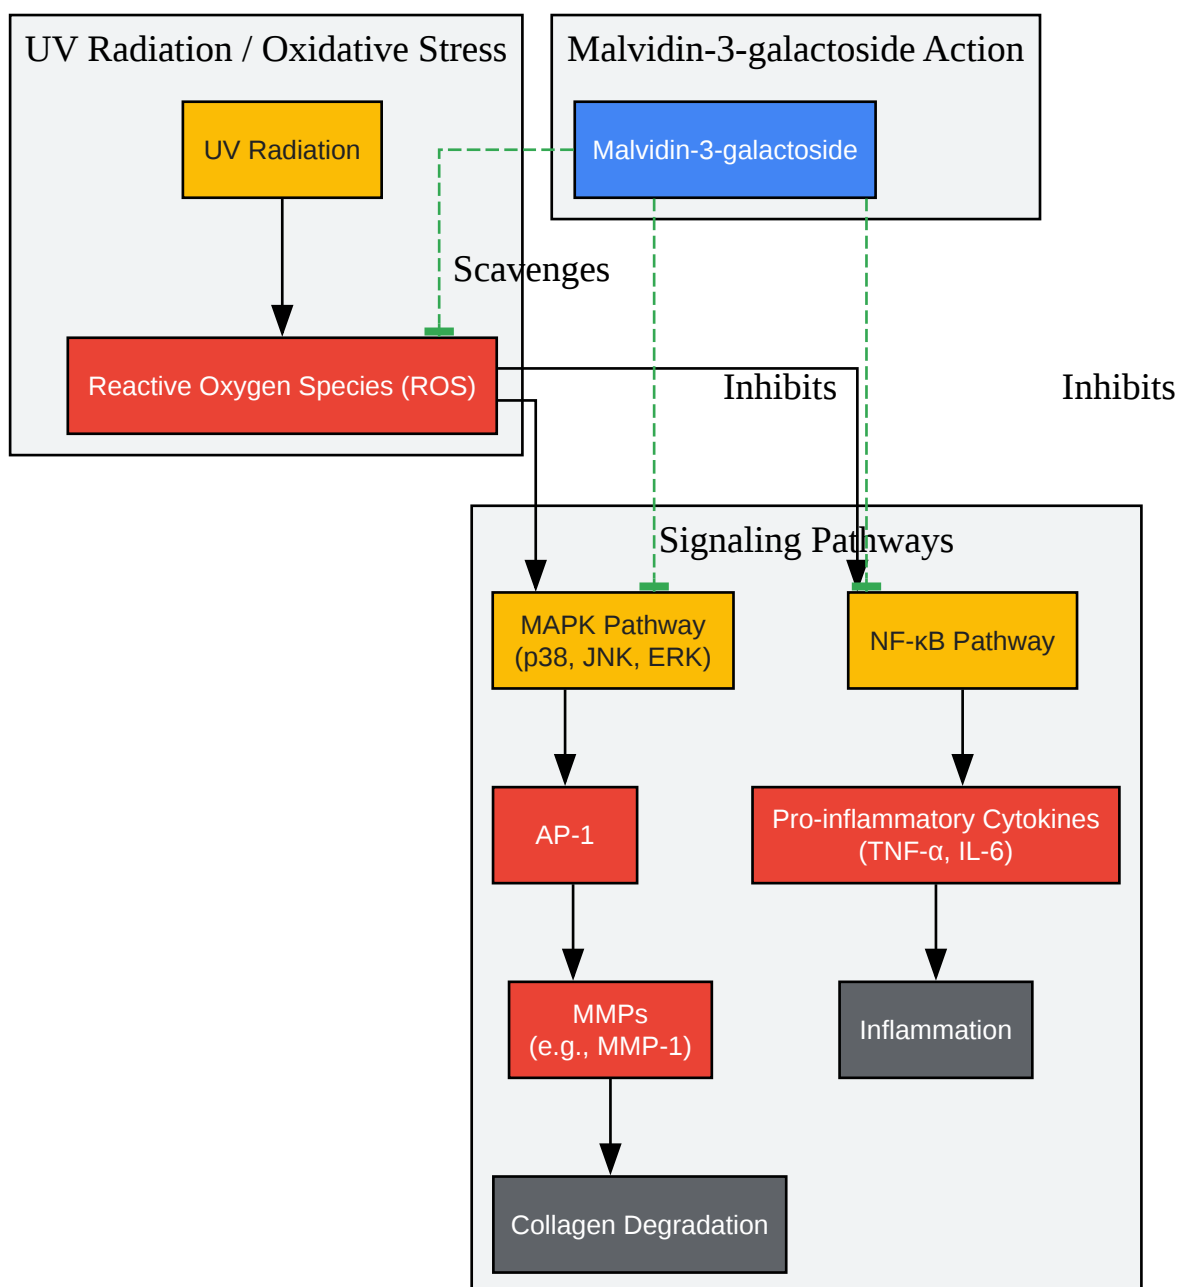 UV Radiation / Oxidative Stress
Malvidin-3-galactoside Action
UV Radiation
Malvidin-3-galactoside
Scavenges
Reactive Oxygen Species (ROS)
Inhibits
Inhibits
Signaling Pathways
MAPK Pathway
(p38, JNK, ERK)
NF-κB Pathway
AP-1
Pro-inflammatory Cytokines
(TNF-α, IL-6)
MMPs
(e.g., MMP-1)
Inflammation
Collagen Degradation